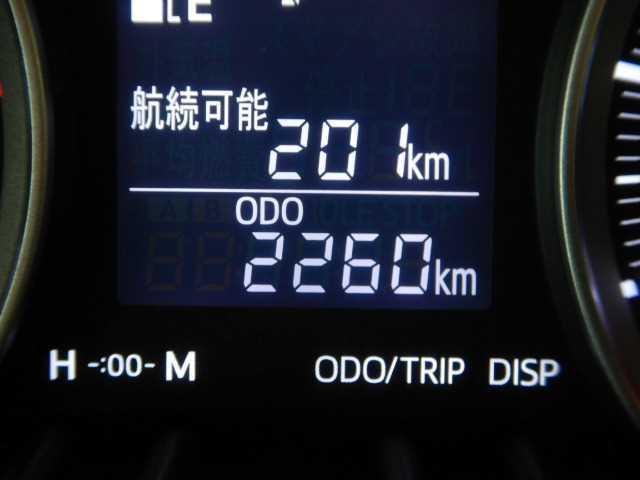 E
航続可能
201km
ODO
2260km
H -:00- M ODO/TRIP DISP